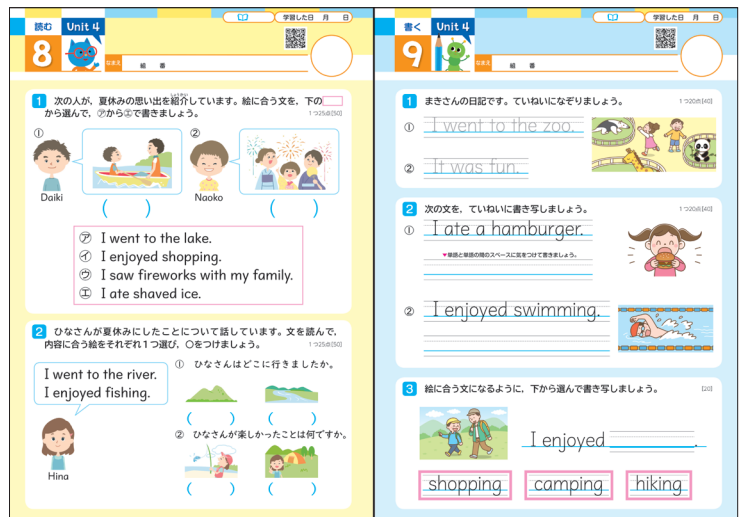 読む
8
Unit 4
学習した日 月 日
なまえ
組 番
1 次の人が，夏休みの思い出を紹介しています。絵に合う文を，下の
しょうかい
から選んで，㋐から㋓で書きましょう。
1つ25点[50]
①
Daiki
( )
②
Naoko
( )
㋐ I went to the lake.
㋑ I enjoyed shopping.
㋒ I saw fireworks with my family.
㋓ I ate shaved ice.
2 ひなさんが夏休みにしたことについて話しています。文を読んで，
内容に合う絵をそれぞれ1つ選び，〇をつけましょう。
1つ25点[50]
I went to the river.
I enjoyed fishing.
Hina
① ひなさんはどこに行きましたか。
( ) ( )
② ひなさんが楽しかったことは何ですか。
( ) ( )
書く
9
Unit 4
学習した日 月 日
なまえ
組 番
1 まきさんの日記です。ていねいになぞりましょう。
1つ20点[40]
① I went to the zoo.
② It was fun.
2 次の文を，ていねいに書き写しましょう。
1つ20点[40]
① I ate a hamburger.
▼単語と単語の間のスペースに気をつけて書きましょう。
② I enjoyed swimming.
3 絵に合う文になるように，下から選んで書き写しましょう。
[20]
I enjoyed .
shopping camping hiking